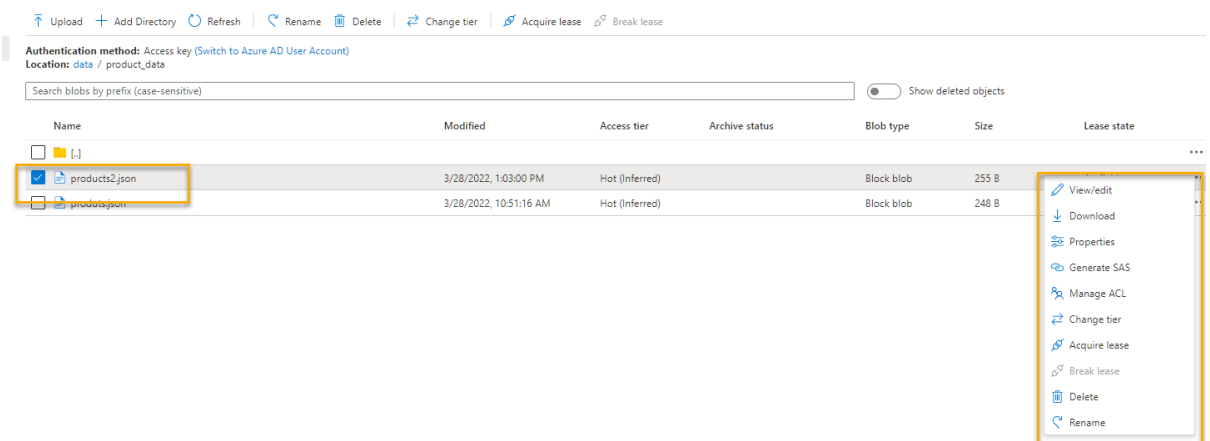 Upload Add Directory Refresh Rename Delete Change tier Acquire lease Break lease
Authentication method: Access key (Switch to Azure AD User Account)
Location: data / product_data
Search blobs by prefix (case-sensitive)
Show deleted objects
Name Modified Access tier Archive status Blob type Size Lease state
[..]
products2.json 3/28/2022, 1:03:00 PM Hot (Inferred) Block blob 255 B
produts.json 3/28/2022, 10:51:16 AM Hot (Inferred) Block blob 248 B
View/edit
Download
Properties
Generate SAS
Manage ACL
Change tier
Acquire lease
Break lease
Delete
Rename